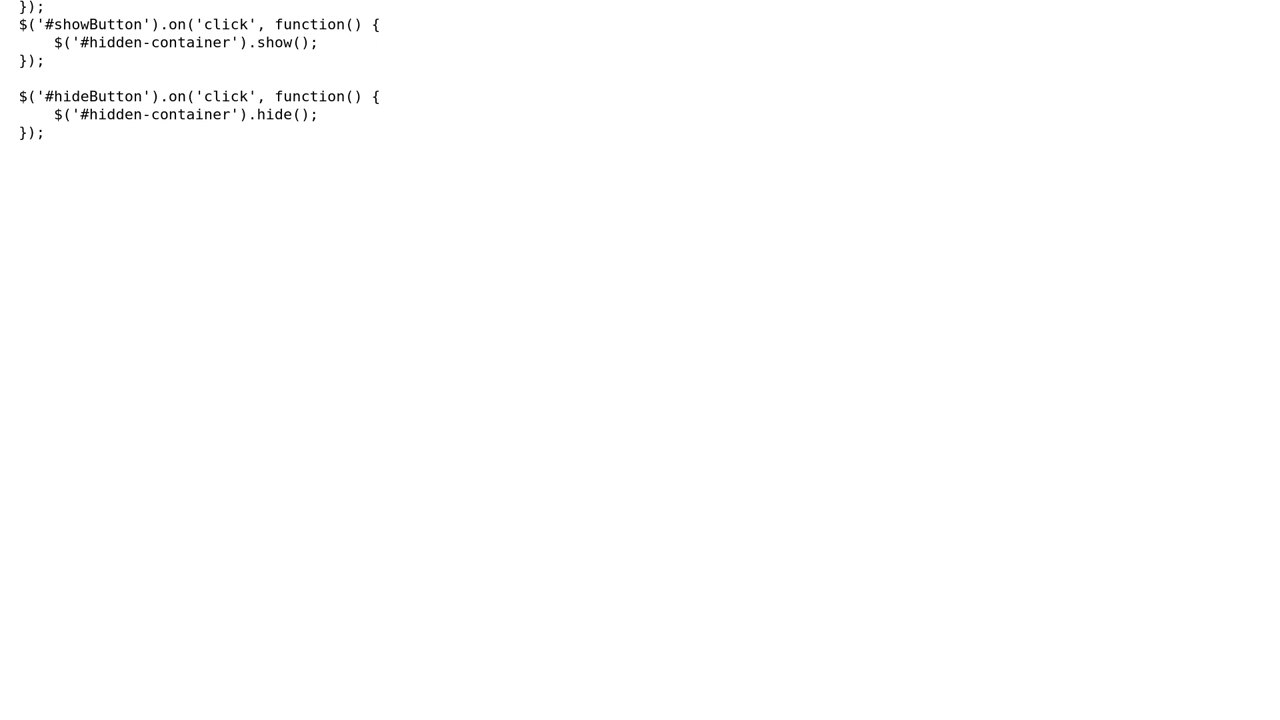 });
$('#showButton').on('click', function() {
    $('#hidden-container').show();
});

$('#hideButton').on('click', function() {
    $('#hidden-container').hide();
});